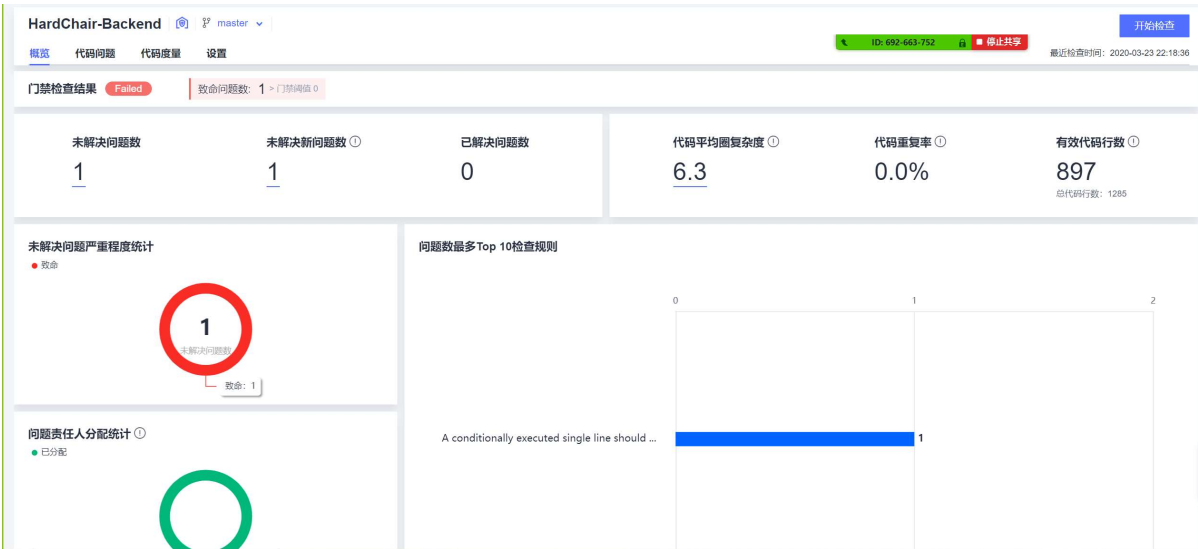 HardChair-Backend master
开始检查
ID: 692-663-752 停止共享
概览 代码问题 代码度量 设置
最近检查时间: 2020-03-23 22:18:36
门禁检查结果 Failed 致命问题数: 1 > 门禁阈值 0
未解决问题数 未解决新问题数 已解决问题数 代码平均圈复杂度 代码重复率 有效代码行数
1 1 0 6.3 0.0% 897
总代码行数: 1285
未解决问题严重程度统计
致命
1
未解决问题数
致命: 1
问题责任人分配统计
已分配
问题数最多Top 10检查规则
0 1 2
A conditionally executed single line should ... 1